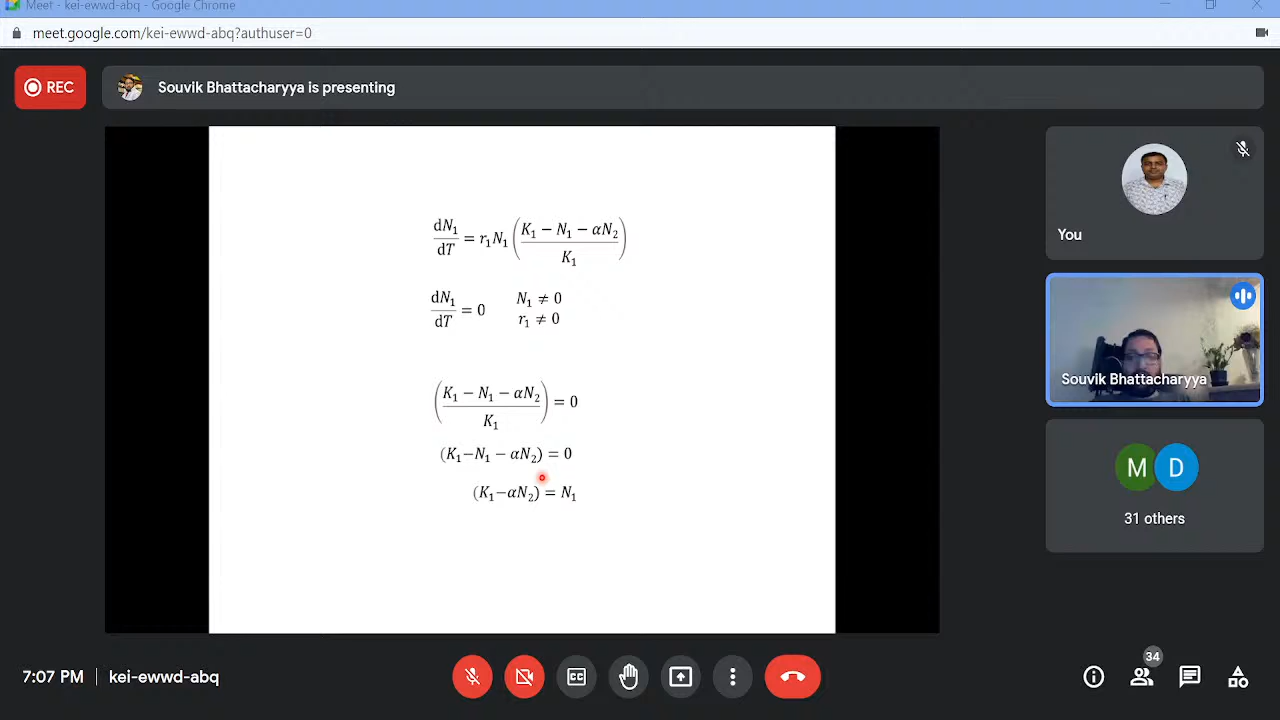 Meet - kei-ewwd-abq - Google Chrome
meet.google.com/kei-ewwd-abq?authuser=0
REC
Souvik Bhattacharyya is presenting
dN₁/dT = r₁N₁ ((K₁ − N₁ − αN₂)/K₁)
dN₁/dT = 0
N₁ ≠ 0
r₁ ≠ 0
((K₁ − N₁ − αN₂)/K₁) = 0
(K₁−N₁ − αN₂) = 0
(K₁−αN₂) = N₁
You
Souvik Bhattacharyya
M D
31 others
7:07 PM | kei-ewwd-abq
CC
34